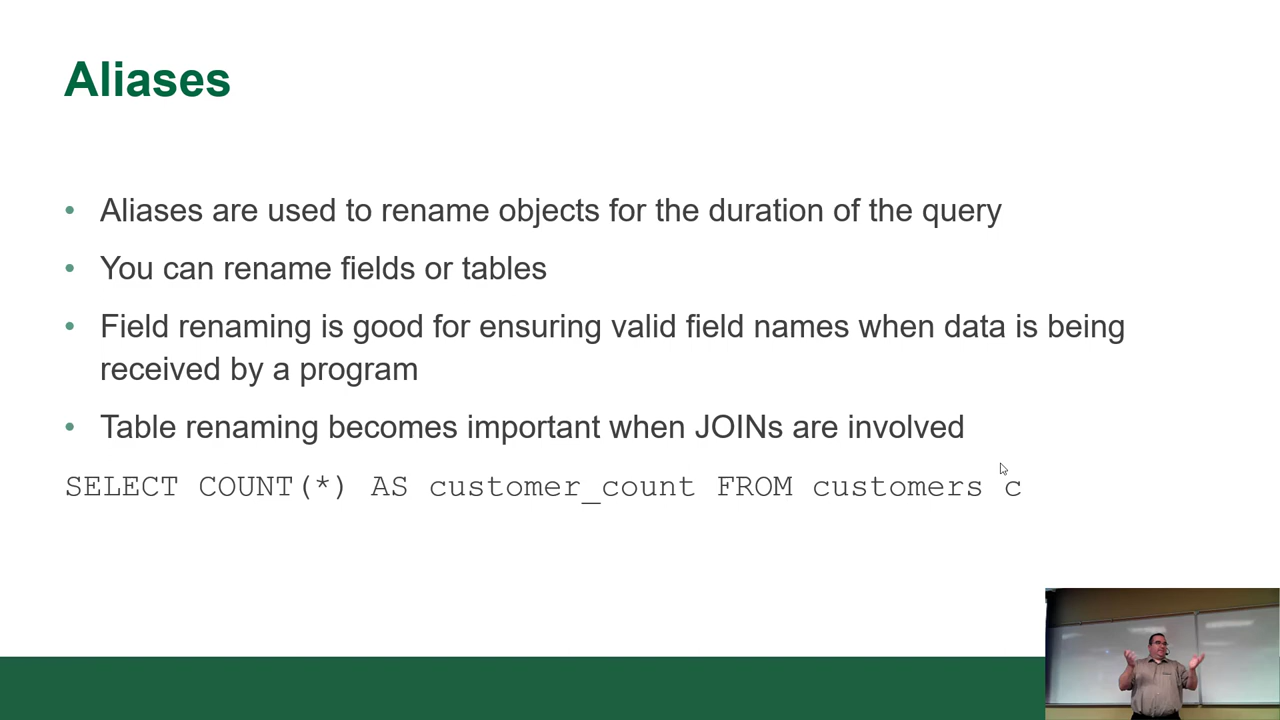 Aliases
• Aliases are used to rename objects for the duration of the query
• You can rename fields or tables
• Field renaming is good for ensuring valid field names when data is being
received by a program
• Table renaming becomes important when JOINs are involved
SELECT COUNT(*) AS customer_count FROM customers c